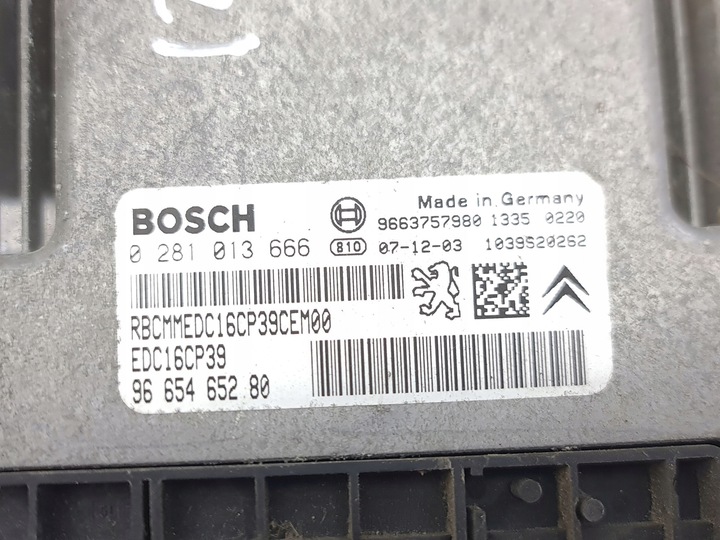 BOSCH
Made in Germany
9663757980 1335 0220
0 281 013 666 810 07-12-03 1039S20262
RBCMMEDC16CP39CEM00
EDC16CP39
96 654 652 80